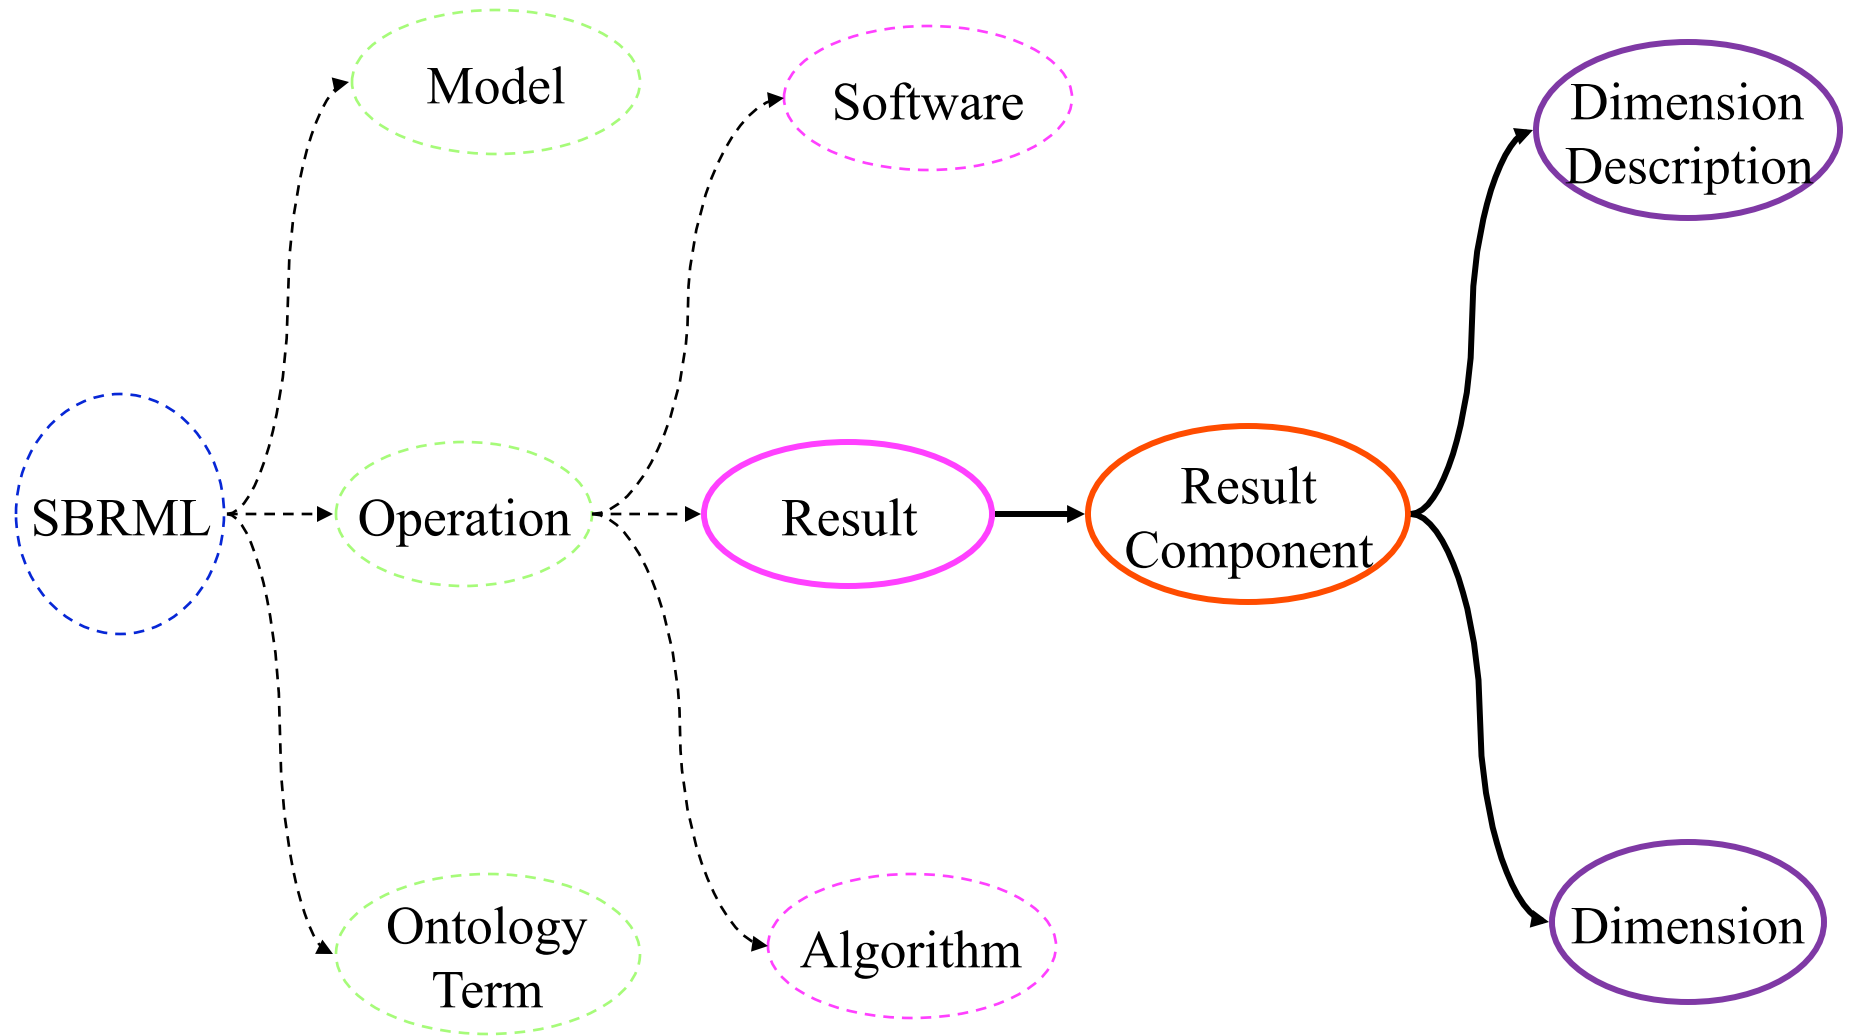 Model
Software
Dimension
Description
SBRML
Operation
Result
Result
Component
Ontology
Term
Algorithm
Dimension